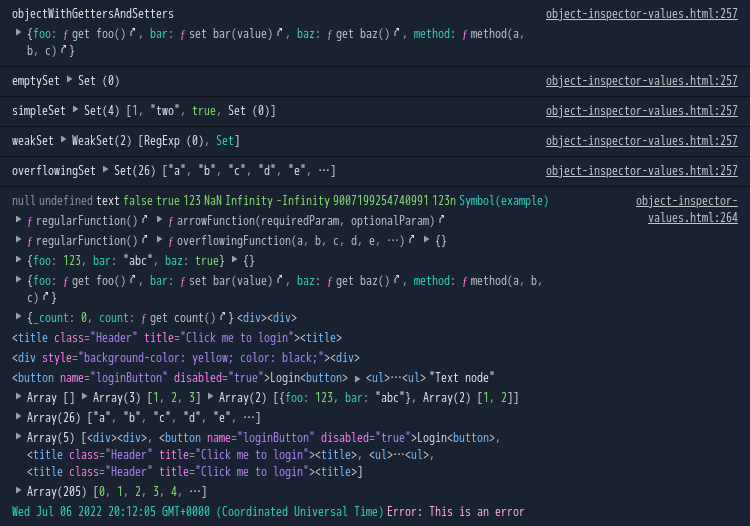 objectWithGettersAndSetters object-inspector-values.html:257
{foo: ƒ get foo(), bar: ƒ set bar(value), baz: ƒ get baz(), method: ƒ method(a,
b, c)}
emptySet Set (0) object-inspector-values.html:257
simpleSet Set(4) [1, "two", true, Set (0)] object-inspector-values.html:257
weakSet WeakSet(2) [RegExp (0), Set] object-inspector-values.html:257
overflowingSet Set(26) ["a", "b", "c", "d", "e", …] object-inspector-values.html:257
null undefined text false true 123 NaN Infinity -Infinity 9007199254740991 123n Symbol(example) object-inspector-
values.html:264
ƒ regularFunction() ƒ arrowFunction(requiredParam, optionalParam)
ƒ regularFunction() ƒ overflowingFunction(a, b, c, d, e, …) {}
{foo: 123, bar: "abc", baz: true} {}
{foo: ƒ get foo(), bar: ƒ set bar(value), baz: ƒ get baz(), method: ƒ method(a, b,
c)}
{_count: 0, count: ƒ get count()} <div><div>
<title class="Header" title="Click me to login"><title>
<div style="background-color: yellow; color: black;"><div>
<button name="loginButton" disabled="true">Login<button> <ul>…<ul> "Text node"
Array [] Array(3) [1, 2, 3] Array(2) [{foo: 123, bar: "abc"}, Array(2) [1, 2]]
Array(26) ["a", "b", "c", "d", "e", …]
Array(5) [<div><div>, <button name="loginButton" disabled="true">Login<button>,
<title class="Header" title="Click me to login"><title>, <ul>…<ul>,
<title class="Header" title="Click me to login"><title>]
Array(205) [0, 1, 2, 3, 4, …]
Wed Jul 06 2022 20:12:05 GMT+0000 (Coordinated Universal Time) Error: This is an error